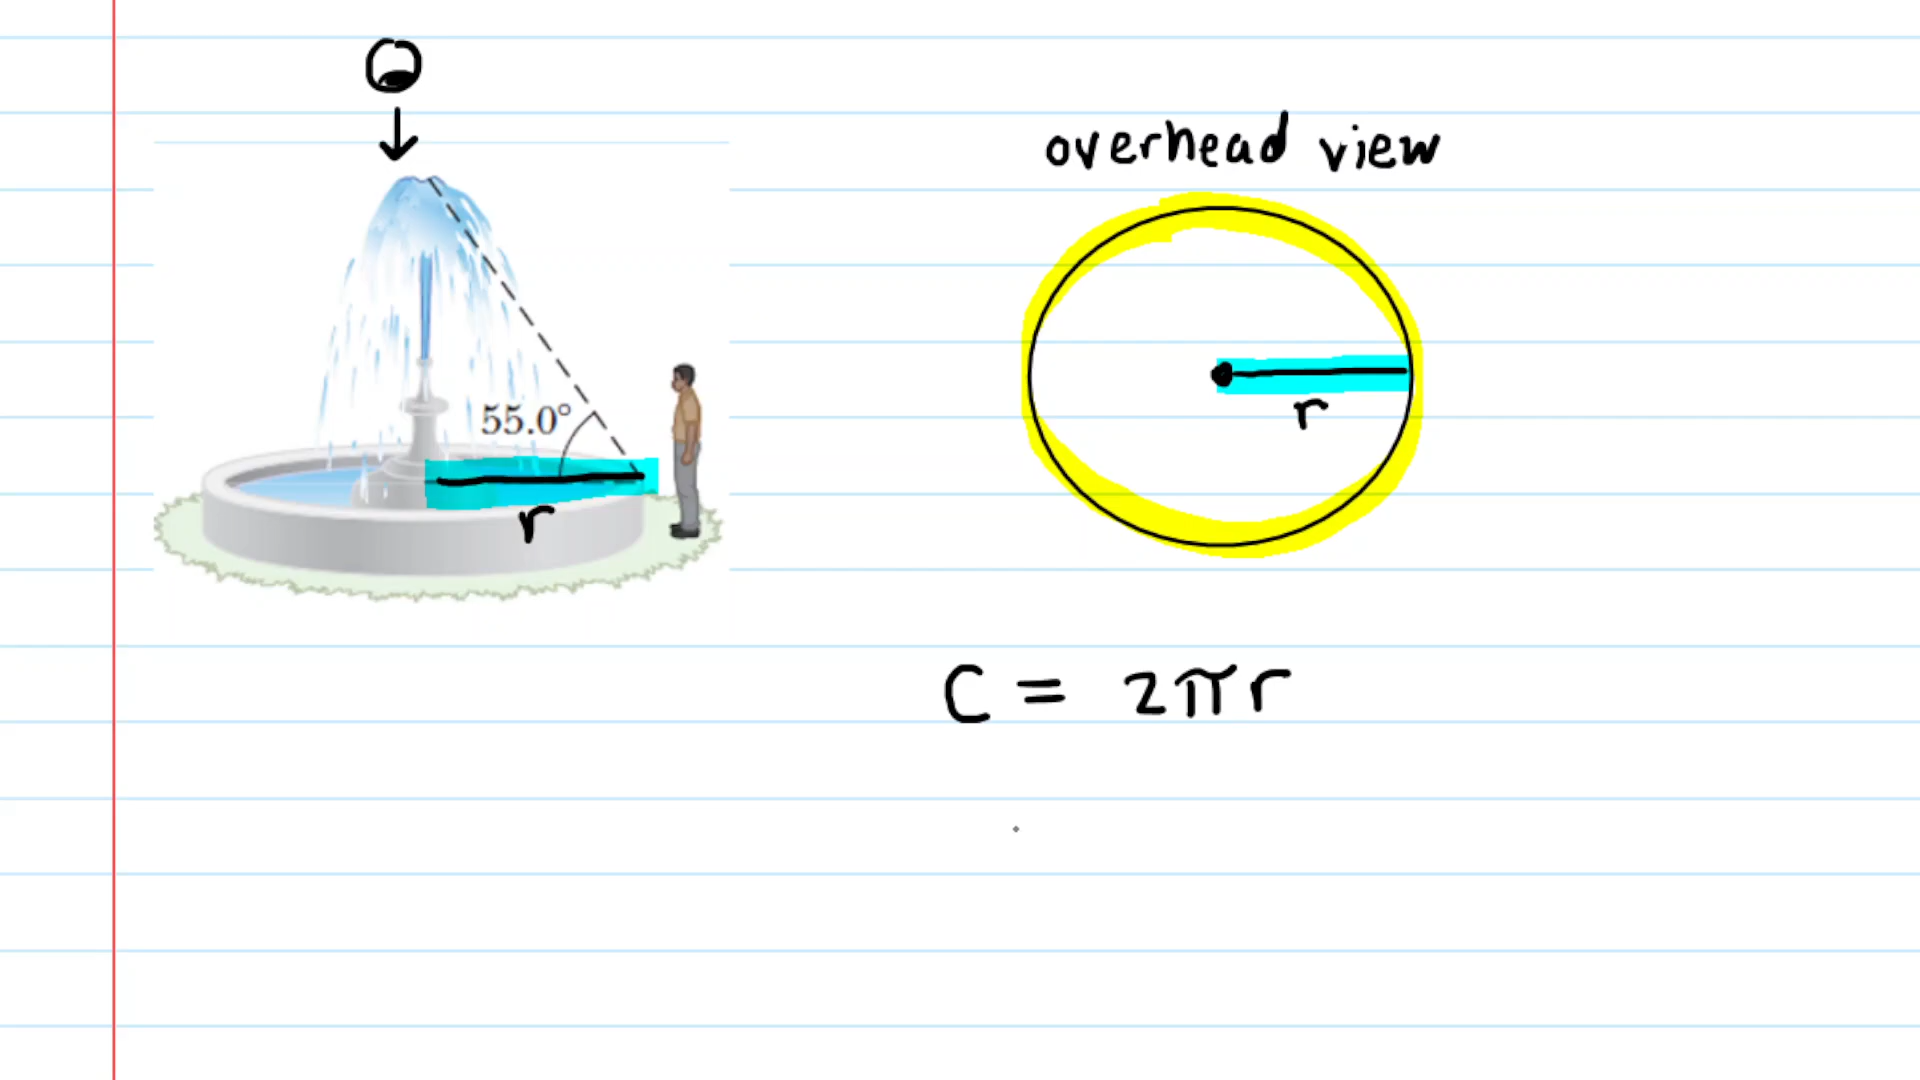 overhead view
55.0°
r
r
C = 2πr